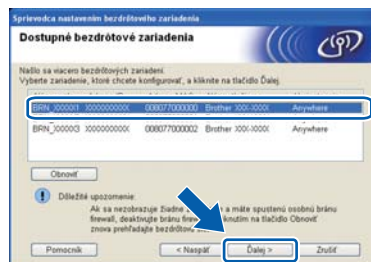 Sprievodca nastavením bezdrôtového zariadenia
Dostupné bezdrôtové zariadenia
Našlo sa viacero bezdrôtových zariadení.
Vyberte zariadenie, ktoré chcete konfigurovať, a kliknite na tlačidlo Ďalej.
BRN_XXXXX1 XXXXXXXXXX 008077000000 Brother XXX-XXXX Anywhere
BRN_XXXXX3 XXXXXXXXXX 008077000002 Brother XXX-XXXX Anywhere
Obnoviť
Dôležité upozornenie:
Ak sa nezobrazuje žiadne a máte spustenú osobnú bránu
firewall, deaktivujte bránu kliknutím na tlačidlo Obnoviť
znova prehľadajte
Pomocník < Naspäť Ďalej > Zrušiť